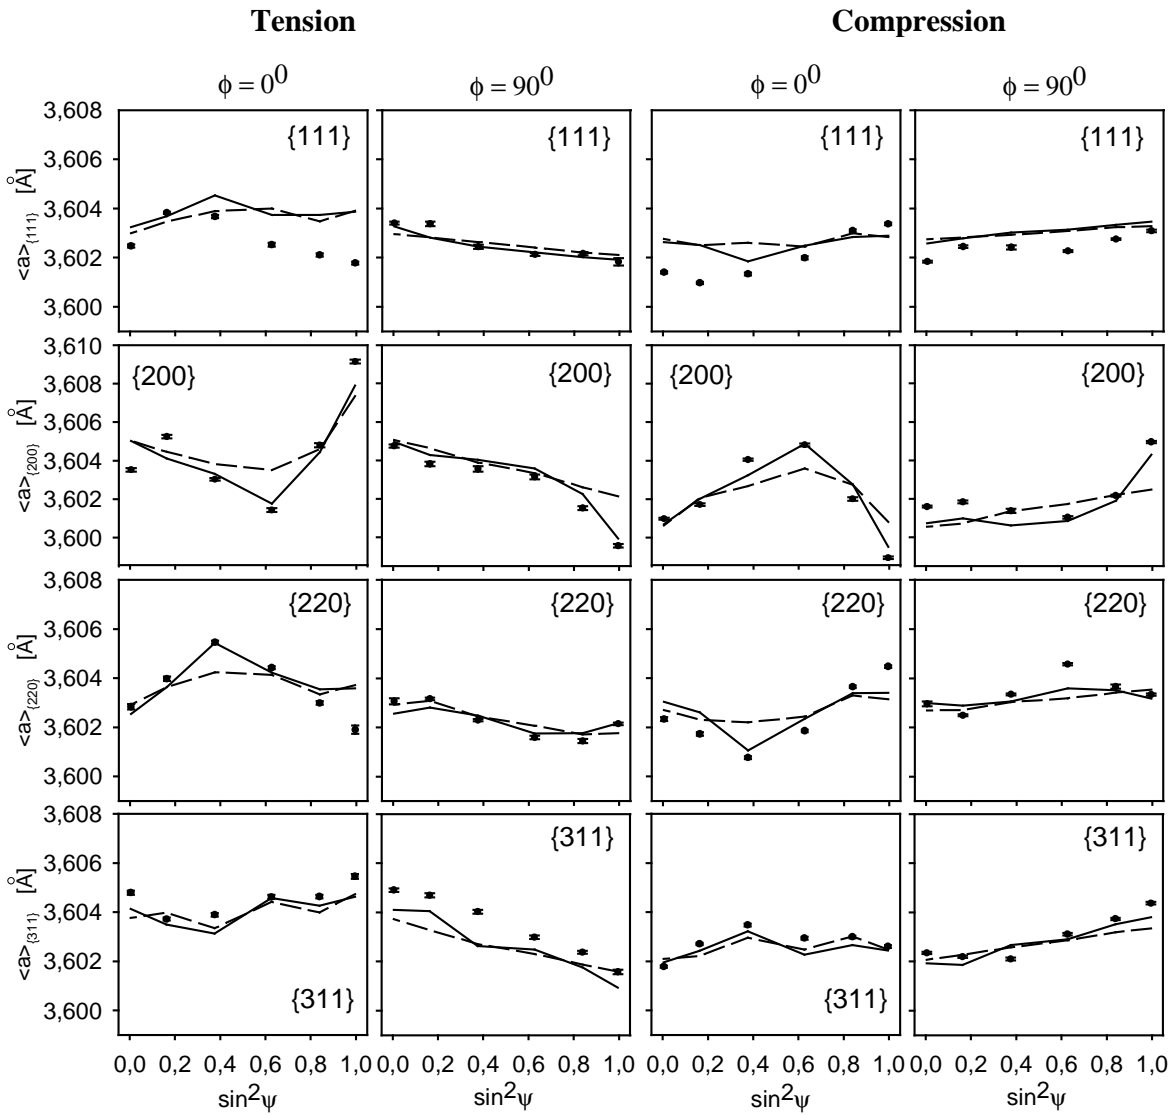 Tension Compression
ϕ = 0⁰ ϕ = 90⁰ ϕ = 0⁰ ϕ = 90⁰
3,608
3,606
3,604
3,602
3,600
<a>{111} [Å]
{111} {111} {111} {111}
3,610
3,608
3,606
3,604
3,602
3,600
<a>{200} [Å]
{200} {200} {200} {200}
3,608
3,606
3,604
3,602
3,600
<a>{220} [Å]
{220} {220} {220} {220}
3,608
3,606
3,604
3,602
3,600
<a>{311} [Å]
{311} {311} {311} {311}
0,0 0,2 0,4 0,6 0,8 1,0 0,0 0,2 0,4 0,6 0,8 1,0 0,0 0,2 0,4 0,6 0,8 1,0 0,0 0,2 0,4 0,6 0,8 1,0
sin²ψ sin²ψ sin²ψ sin²ψ